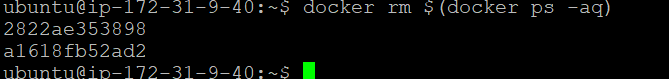 ubuntu@ip-172-31-9-40:~$ docker rm $(docker ps -aq)
2822ae353898
a1618fb52ad2
ubuntu@ip-172-31-9-40:~$